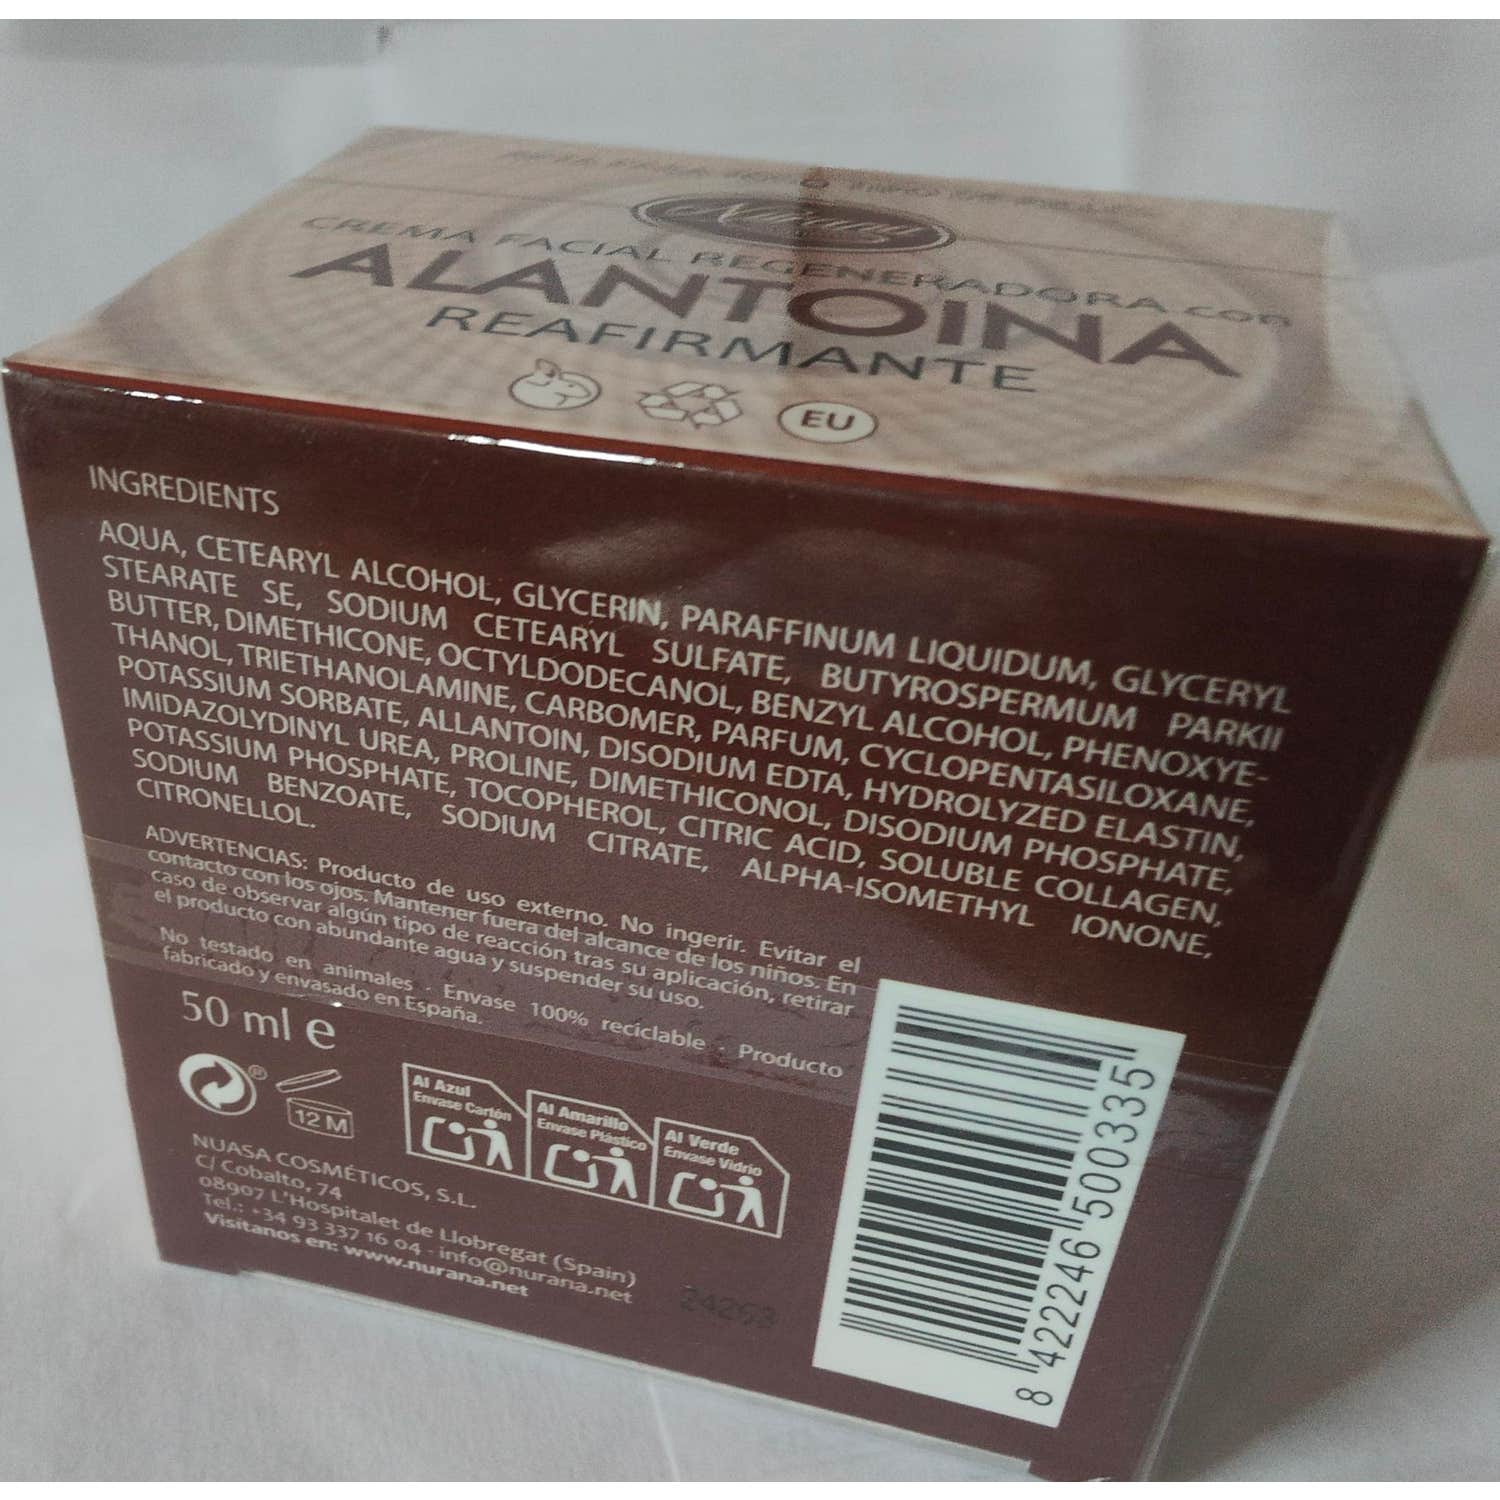 Nurana
CREMA FACIAL REGENERADORA con
ALANTOINA
REAFIRMANTE
EU
INGREDIENTS
AQUA, CETEARYL ALCOHOL, GLYCERIN, PARAFFINUM LIQUIDUM, GLYCERYL
STEARATE SE, SODIUM CETEARYL SULFATE, BUTYROSPERMUM PARKII
BUTTER, DIMETHICONE, OCTYLDODECANOL, BENZYL ALCOHOL, PHENOXYE-
THANOL, TRIETHANOLAMINE, CARBOMER, PARFUM, CYCLOPENTASILOXANE,
POTASSIUM SORBATE, ALLANTOIN, DISODIUM EDTA, HYDROLYZED ELASTIN,
IMIDAZOLYDINYL UREA, PROLINE, DIMETHICONOL, DISODIUM PHOSPHATE,
POTASSIUM PHOSPHATE, TOCOPHEROL, CITRIC ACID, SOLUBLE COLLAGEN,
SODIUM BENZOATE, SODIUM CITRATE, ALPHA-ISOMETHYL IONONE,
CITRONELLOL.
ADVERTENCIAS: Producto de uso externo. No ingerir. Evitar el
contacto con los ojos. Mantener fuera del alcance de los niños. En
caso de observar algún tipo de reacción tras su aplicación, retirar
el producto con abundante agua y suspender su uso.
No testado en animales · Envase 100% reciclable · Producto
fabricado y envasado en España.
50 ml e
12 M
Al Azul
Envase Cartón
Al Amarillo
Envase Plástico
Al Verde
Envase Vidrio
NUASA COSMÉTICOS, S.L.
C/ Cobalto, 74
08907 L'Hospitalet de Llobregat (Spain)
Tel.: +34 93 337 16 04 - info@nurana.net
Visítanos en: www.nurana.net
8 422246 500335